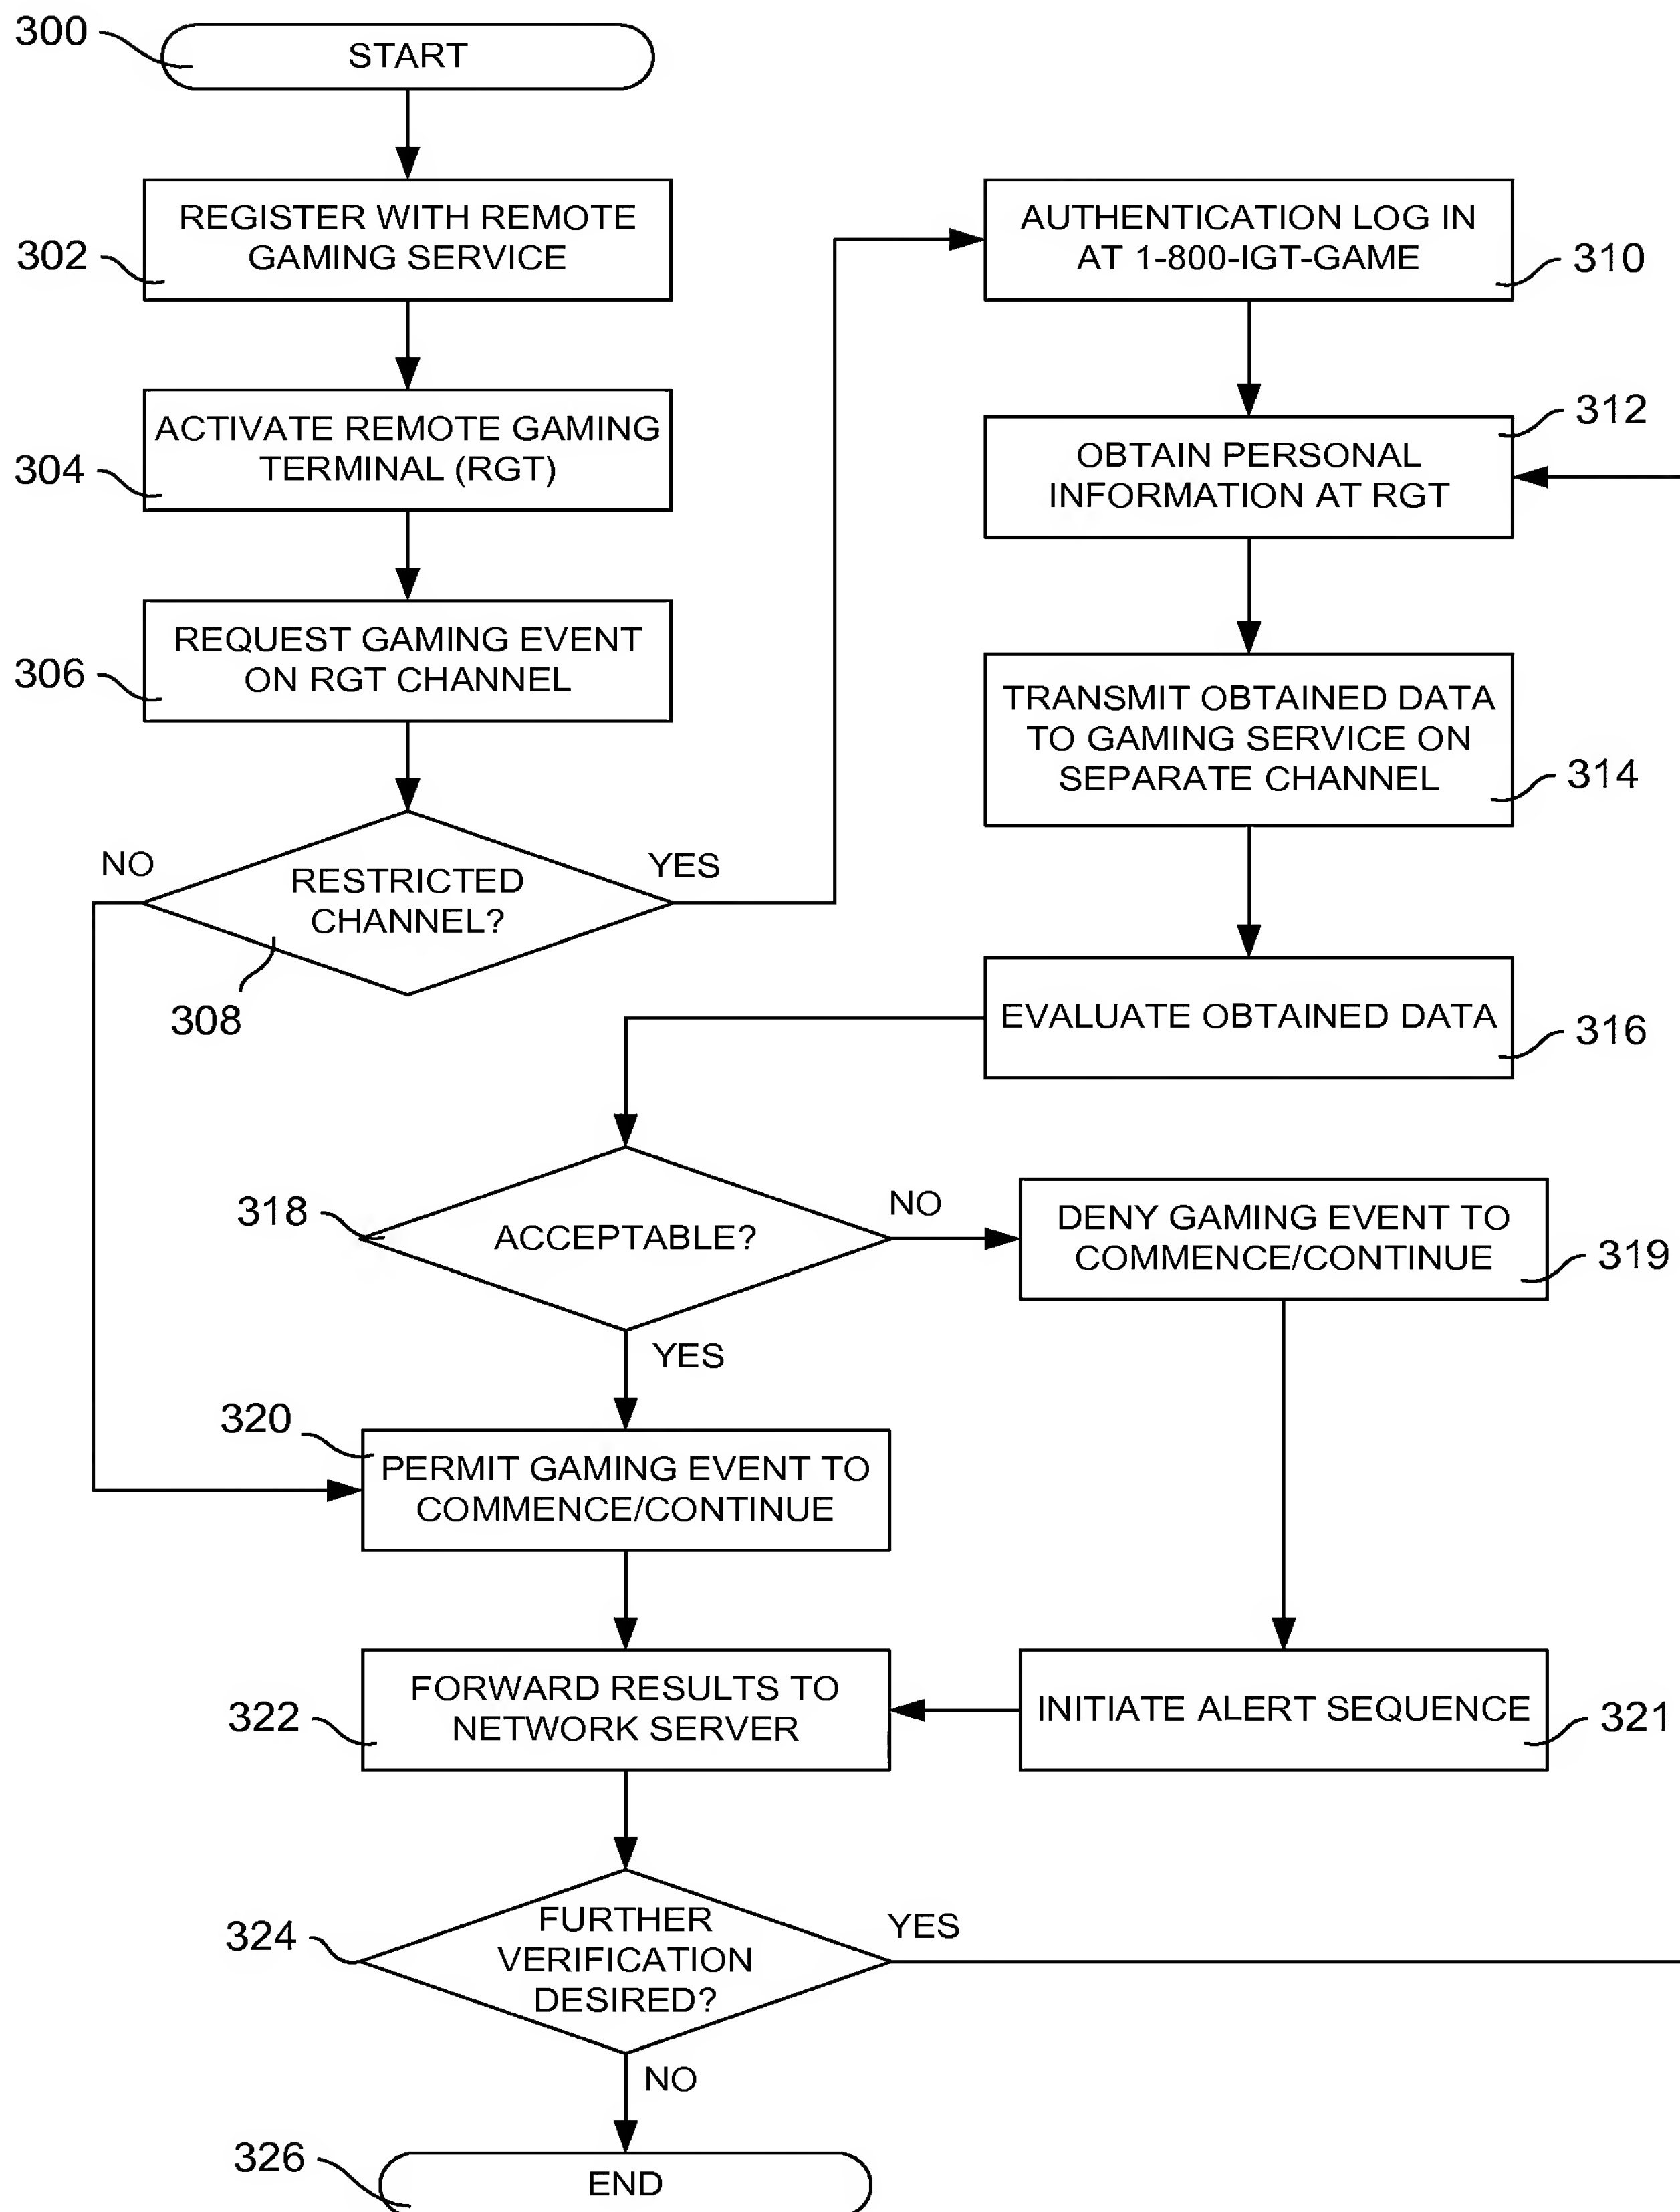 300
START
302
REGISTER WITH REMOTE
GAMING SERVICE
304
ACTIVATE REMOTE GAMING
TERMINAL (RGT)
306
REQUEST GAMING EVENT
ON RGT CHANNEL
NO
YES
RESTRICTED
CHANNEL?
308
AUTHENTICATION LOG IN
AT 1-800-IGT-GAME
310
312
OBTAIN PERSONAL
INFORMATION AT RGT
TRANSMIT OBTAINED DATA
TO GAMING SERVICE ON
SEPARATE CHANNEL
314
EVALUATE OBTAINED DATA
316
318
ACCEPTABLE?
NO
YES
DENY GAMING EVENT TO
COMMENCE/CONTINUE
319
320
PERMIT GAMING EVENT TO
COMMENCE/CONTINUE
322
FORWARD RESULTS TO
NETWORK SERVER
INITIATE ALERT SEQUENCE
321
324
FURTHER
VERIFICATION
DESIRED?
YES
NO
326
END